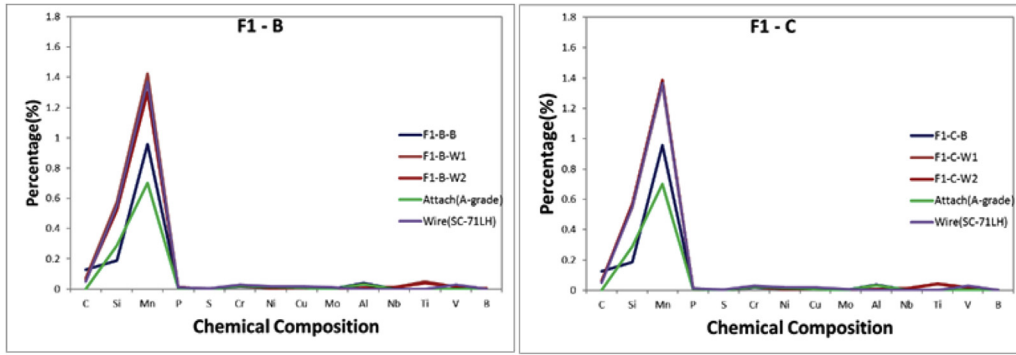 F1 - B
Percentage(%)
1.8
1.6
1.4
1.2
1
0.8
0.6
0.4
0.2
0
C Si Mn P S Cr Ni Cu Mo Al Nb Ti V B
Chemical Composition
F1-B-B
F1-B-W1
F1-B-W2
Attach(A-grade)
Wire(SC-71LH)
F1 - C
Percentage(%)
1.8
1.6
1.4
1.2
1
0.8
0.6
0.4
0.2
0
C Si Mn P S Cr Ni Cu Mo Al Nb Ti V B
Chemical Composition
F1-C-B
F1-C-W1
F1-C-W2
Attach(A-grade)
Wire(SC-71LH)